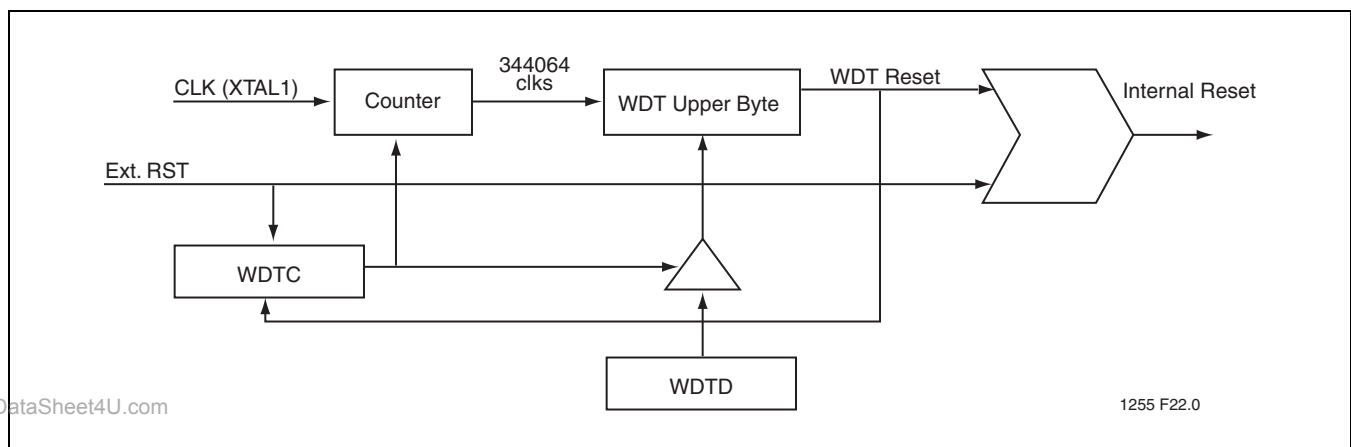 344064
clks
CLK (XTAL1)
Counter
WDT Upper Byte
WDT Reset
Internal Reset
Ext. RST
WDTC
WDTD
DataSheet4U.com
1255 F22.0